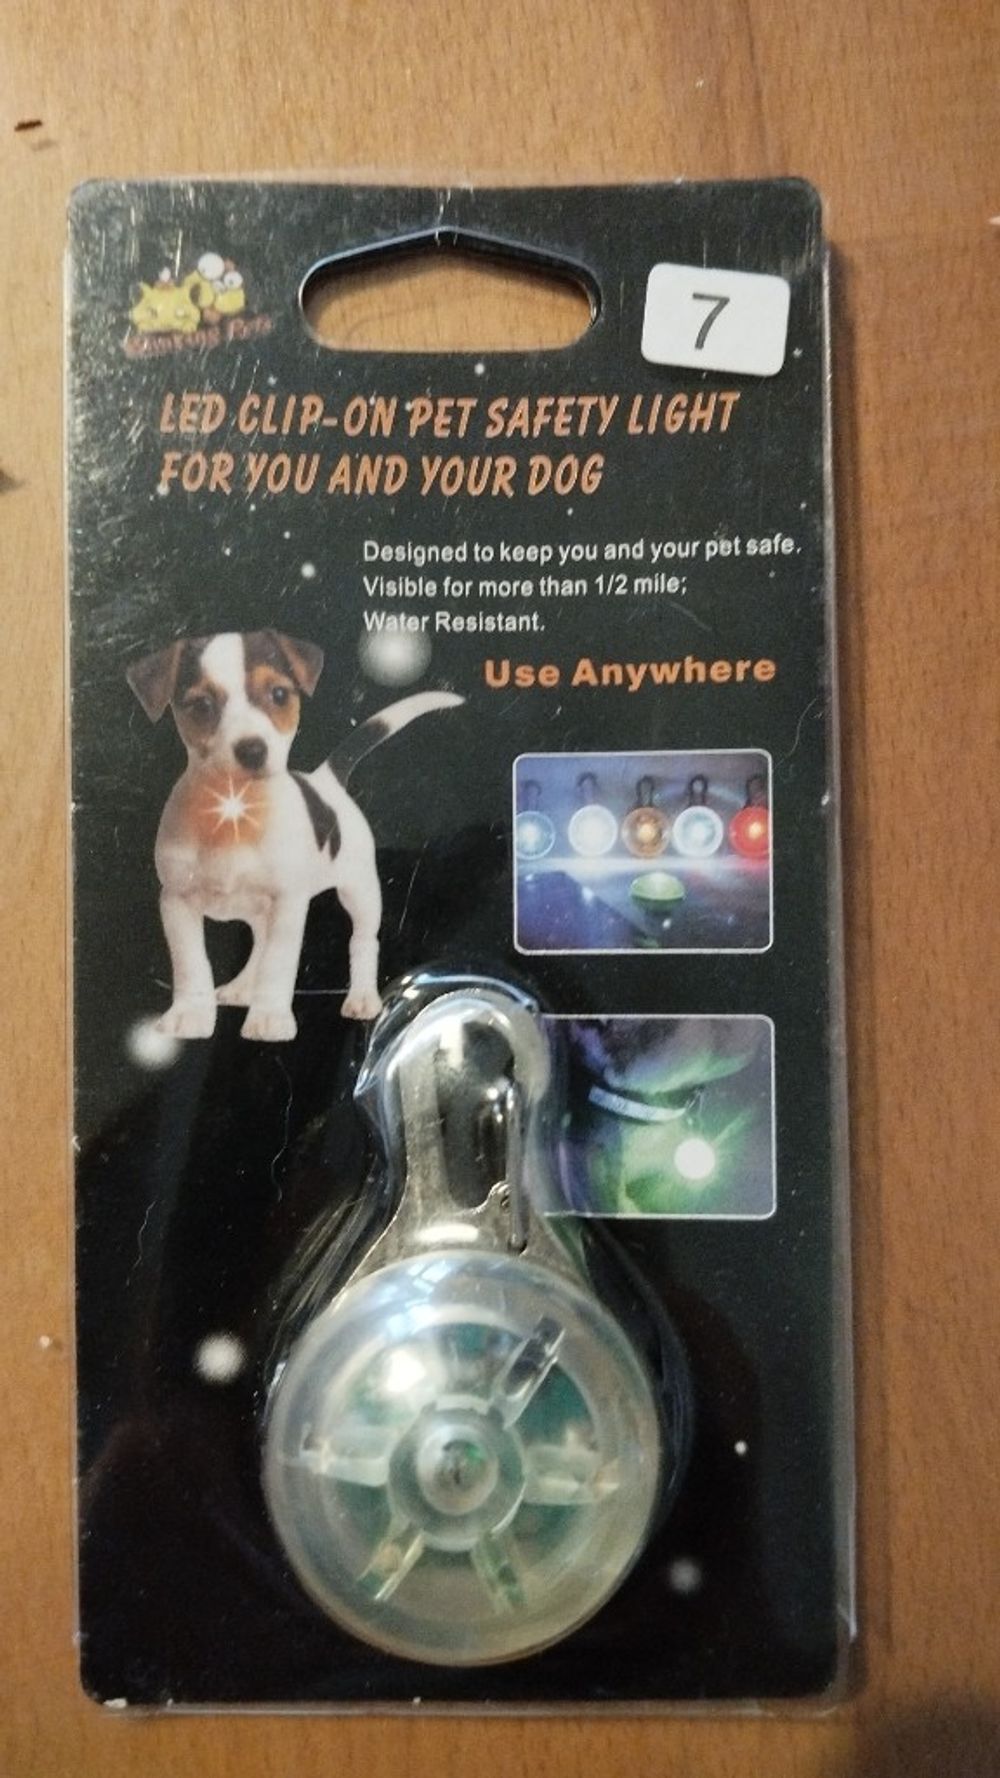 7
LED CLIP-ON PET SAFETY LIGHT
FOR YOU AND YOUR DOG
Designed to keep you and your pet safe.
Visible for more than 1/2 mile;
Water Resistant.
Use Anywhere